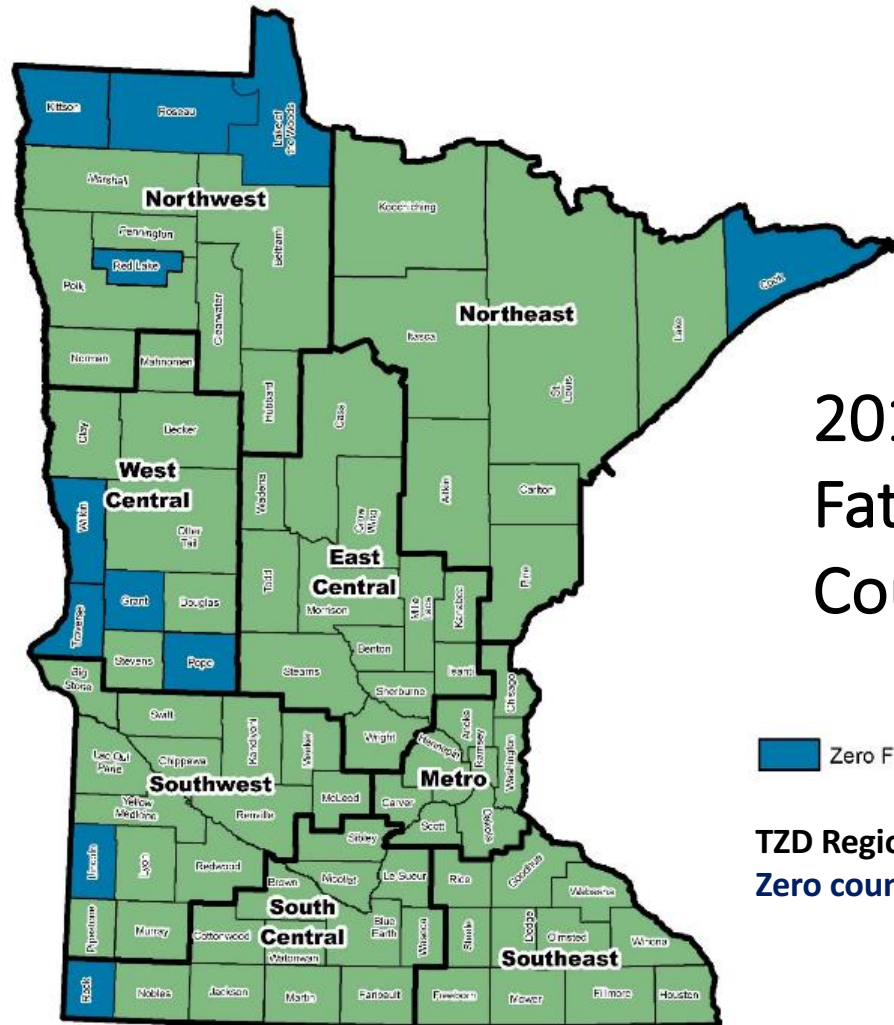 Kittson
Roseau
Lake of
the Woods
Marshall
Northwest
Koochiching
Pennington
Beltrami
Red Lake
Polk
Clearwater
Cook
Northeast
Itasca
Lake
Norman
Mahnomen
St.
Louis
Hubbard
Cass
Clay
Becker
West
Central
Wadena
Aitkin
Carlton
Wilkin
Otter
Tail
Crow
Wing
East
Central
Pine
Todd
Grant
Douglas
Morrison
Mille
Lacs
Kanabec
Traverse
Benton
Stevens
Pope
Stearns
Isanti
Big
Stone
Sherburne
Chisago
Swift
Kandiyohi
Anoka
Wright
Hennepin
Ramsey
Washington
Meeker
Lac Qui
Parle
Chippewa
Southwest
Metro
McLeod
Carver
Yellow
Medicine
Renville
Scott
Dakota
Sibley
Lincoln
Lyon
Redwood
Nicollet
Le Sueur
Rice
Goodhue
Brown
Wabasha
South
Central
Pipestone
Murray
Cottonwood
Watonwan
Blue
Earth
Waseca
Steele
Dodge
Olmsted
Winona
Southeast
Rock
Nobles
Jackson
Martin
Faribault
Freeborn
Mower
Fillmore
Houston
201
Fat
Cou
Zero F
TZD Regio
Zero coun